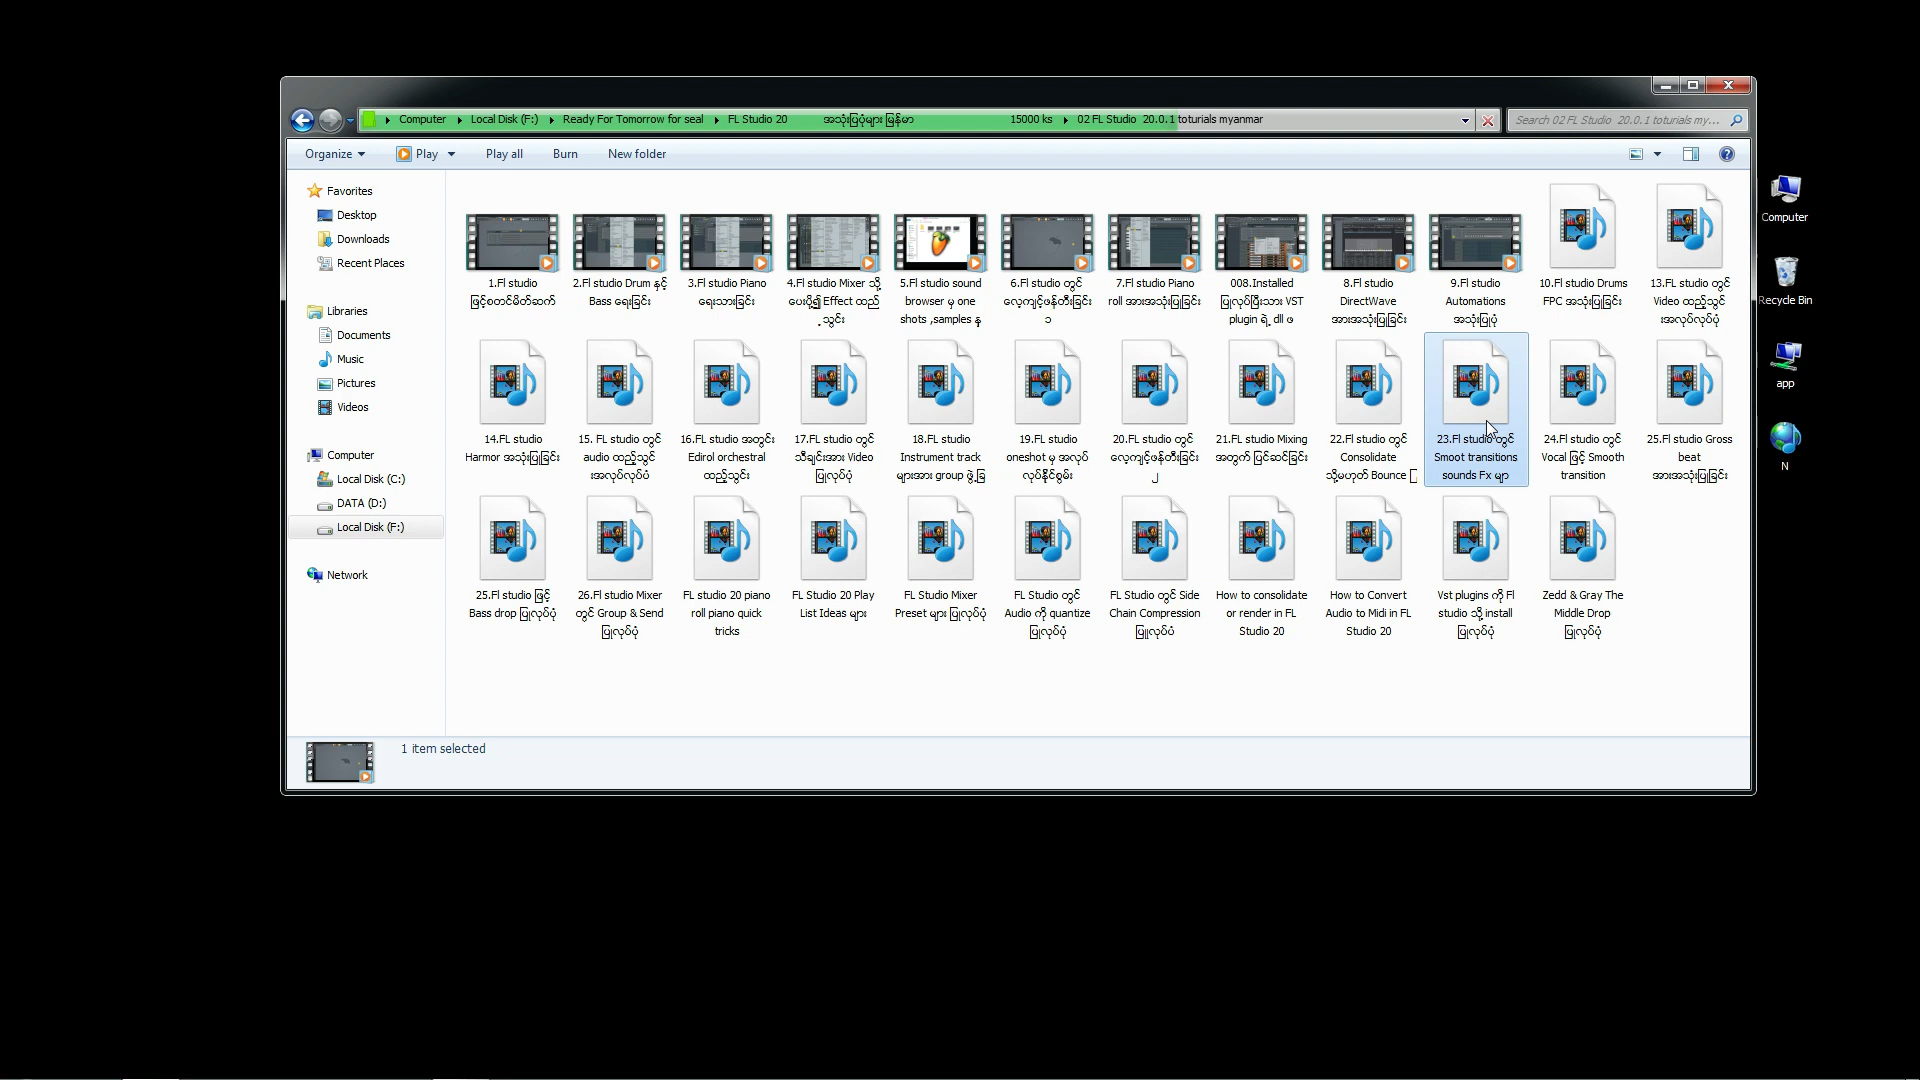 Computer Local Disk (F:) Ready For Tomorrow for seal FL Studio 20 အသုံးပြုပုံများ မြန်မာ 15000 ks 02 FL Studio 20.0.1 toturials myanmar
Search 02 FL Studio 20.0.1 toturials my...
Organize Play Play all Burn New folder
Favorites
Desktop
Downloads
Recent Places
Libraries
Documents
Music
Pictures
Videos
Computer
Local Disk (C:)
DATA (D:)
Local Disk (F:)
Network
1.Fl studio
ဖြင့်စတင်မိတ်ဆက်
2.Fl studio Drum နှင့်
Bass ရေးခြင်း
3.Fl studio Piano
ရေးသားခြင်း
4.Fl studio Mixer သို့
ပေးပို့၍ Effect ထည့်
သွင်း
5.Fl studio sound
browser မှ one
shots ,samples န
6.Fl studio တွင်
လေ့ကျင့်ဖန်တီးခြင်း
၁
7.Fl studio Piano
roll အားအသုံးပြုခြင်း
008.Installed
ပြုလုပ်ပြီးသား VST
plugin ရဲ့ dll ဖ
8.Fl studio
DirectWave
အားအသုံးပြုခြင်း
9.Fl studio
Automations
အသုံးပြုပုံ
10.Fl studio Drums
FPC အသုံးပြုခြင်း
13.FL studio တွင်
Video ထည့်သွင်
းအလုပ်လုပ်ပုံ
14.FL studio
Harmor အသုံးပြုခြင်း
15. FL studio တွင်
audio ထည့်သွင်
းအလုပ်လုပ်ပုံ
16.FL studio အတွင်း
Edirol orchestral
ထည့်သွင်း
17.FL studio တွင်
သီချင်းအား Video
ပြုလုပ်ပုံ
18.FL studio
Instrument track
များအား group ဖွဲ့ခြ
19.FL studio
oneshot မှ အလုပ်
လုပ်နိုင်စွမ်း
20.FL studio တွင်
လေ့ကျင့်ဖန်တီးခြင်း
၂
21.FL studio Mixing
အတွက် ပြင်ဆင်ခြင်း
22.Fl studio တွင်
Consolidate
သို့မဟုတ် Bounce ပြ
23.Fl studio တွင်
Smoot transitions
sounds Fx မျာ
24.Fl studio တွင်
Vocal ဖြင့် Smooth
transition
25.Fl studio Gross
beat
အားအသုံးပြုခြင်း
25.Fl studio ဖြင့်
Bass drop ပြုလုပ်ပုံ
26.Fl studio Mixer
တွင် Group & Send
ပြုလုပ်ပုံ
FL studio 20 piano
roll piano quick
tricks
FL Studio 20 Play
List Ideas များ
FL Studio Mixer
Preset များ ပြုလုပ်ပုံ
FL Studio တွင်
Audio ကို quantize
ပြုလုပ်ပုံ
FL Studio တွင် Side
Chain Compression
ပြုလုပ်ပုံ
How to consolidate
or render in FL
Studio 20
How to Convert
Audio to Midi in FL
Studio 20
Vst plugins ကို Fl
studio သို့ install
ပြုလုပ်ပုံ
Zedd & Gray The
Middle Drop
ပြုလုပ်ပုံ
1 item selected
Computer
Recycle Bin
app
N